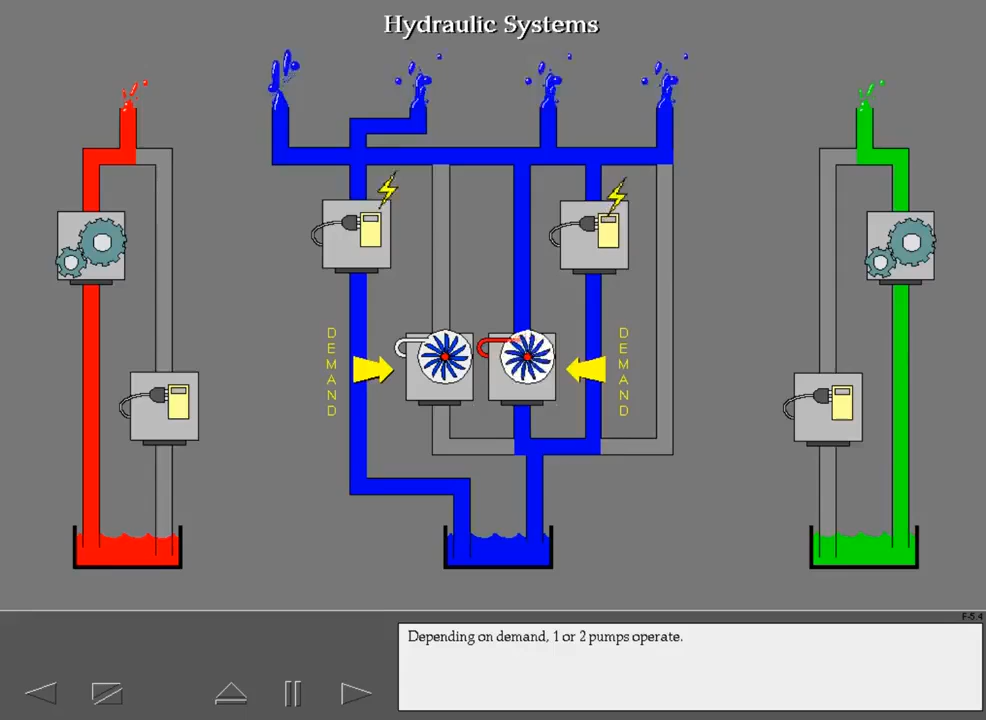 Hydraulic Systems
DEMAND
DEMAND
F-5.4
Depending on demand, 1 or 2 pumps operate.